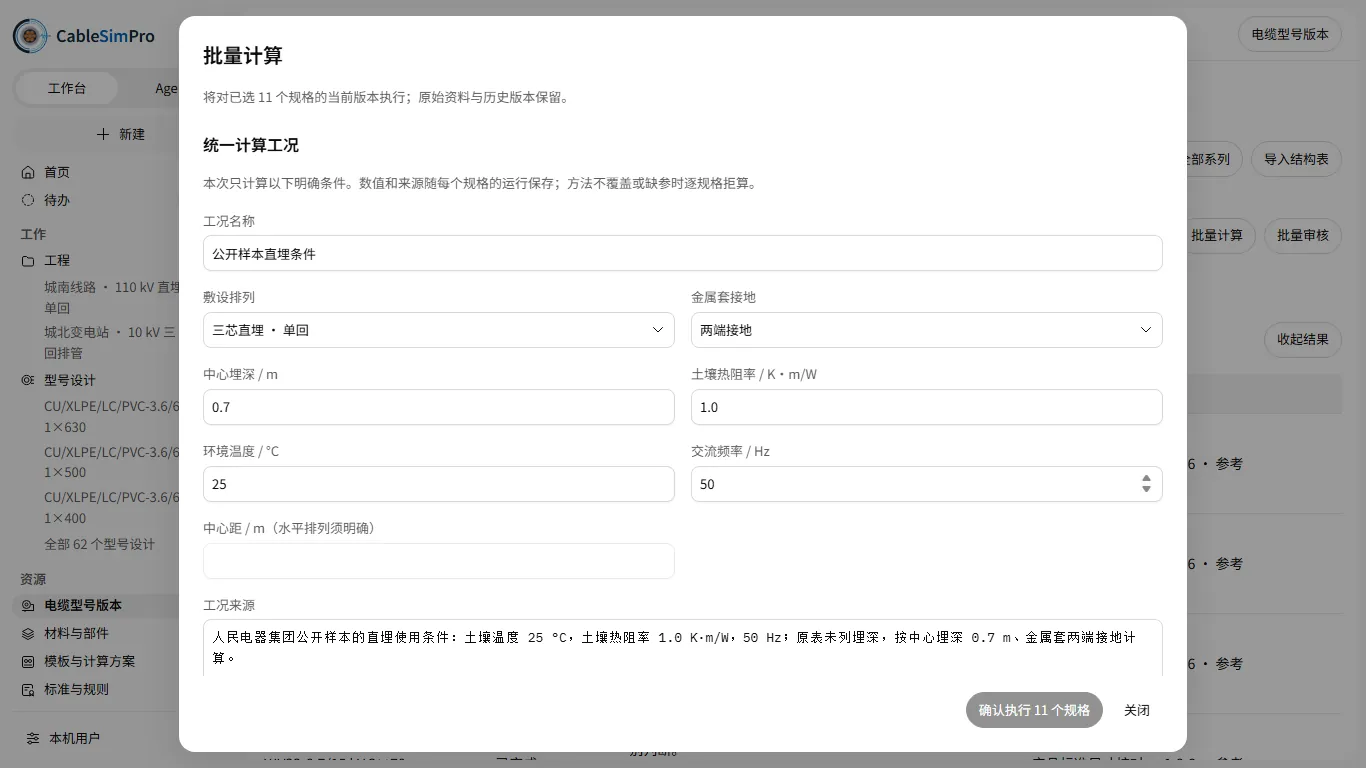 CableSimPro
工作台
Age
新建
首页
待办
工作
工程
城南线路 · 110 kV 直埋
单回
城北变电站 · 10 kV 三
回排管
型号设计
CU/XLPE/LC/PVC-3.6/6
1×630
CU/XLPE/LC/PVC-3.6/6
1×500
CU/XLPE/LC/PVC-3.6/6
1×400
全部 62 个型号设计
资源
电缆型号版本
材料与部件
模板与计算方案
标准与规则
本机用户
批量计算
将对已选 11 个规格的当前版本执行；原始资料与历史版本保留。
统一计算工况
本次只计算以下明确条件。数值和来源随每个规格的运行保存；方法不覆盖或缺参时逐规格拒算。
工况名称
公开样本直埋条件
敷设排列
金属套接地
三芯直埋 · 单回
两端接地
中心埋深 / m
土壤热阻率 / K·m/W
0.7
1.0
环境温度 / °C
交流频率 / Hz
25
50
中心距 / m（水平排列须明确）
工况来源
人民电器集团公开样本的直埋使用条件：土壤温度 25 °C，土壤热阻率 1.0 K·m/W，50 Hz；原表未列埋深，按中心埋深 0.7 m、金属套两端接地计
算。
确认执行 11 个规格
关闭
电缆型号版本
全部系列
导入结构表
批量计算
批量审核
收起结果
6 · 参考
6 · 参考
6 · 参考